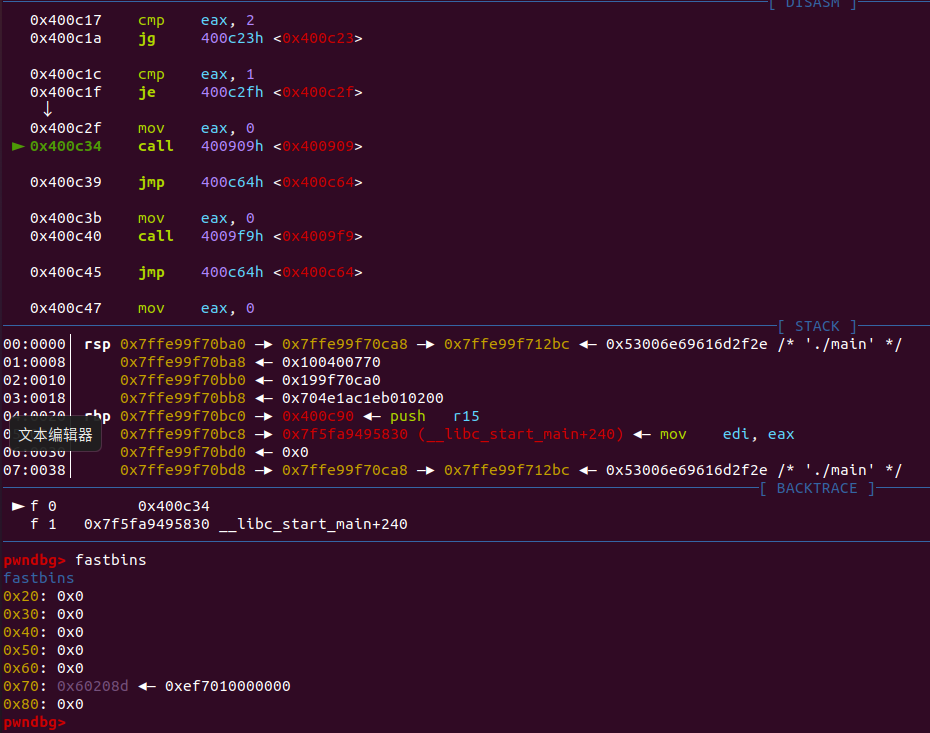 [ DISASM ]
0x400c17 cmp eax, 2
0x400c1a jg 400c23h <0x400c23>
0x400c1c cmp eax, 1
0x400c1f je 400c2fh <0x400c2f>
↓
0x400c2f mov eax, 0
► 0x400c34 call 400909h <0x400909>
0x400c39 jmp 400c64h <0x400c64>
0x400c3b mov eax, 0
0x400c40 call 4009f9h <0x4009f9>
0x400c45 jmp 400c64h <0x400c64>
0x400c47 mov eax, 0
[ STACK ]
00:0000│ rsp 0x7ffe99f70ba0 —▸ 0x7ffe99f70ca8 —▸ 0x7ffe99f712bc ◂— 0x53006e69616d2f2e /* './main' */
01:0008│ 0x7ffe99f70ba8 ◂— 0x100400770
02:0010│ 0x7ffe99f70bb0 ◂— 0x199f70ca0
03:0018│ 0x7ffe99f70bb8 ◂— 0x704e1ac1eb010200
04:0020│ rbp 0x7ffe99f70bc0 —▸ 0x400c90 ◂— push r15
文本编辑器 0x7ffe99f70bc8 —▸ 0x7f5fa9495830 (__libc_start_main+240) ◂— mov edi, eax
06:0030│ 0x7ffe99f70bd0 ◂— 0x0
07:0038│ 0x7ffe99f70bd8 —▸ 0x7ffe99f70ca8 —▸ 0x7ffe99f712bc ◂— 0x53006e69616d2f2e /* './main' */
[ BACKTRACE ]
► f 0 0x400c34
f 1 0x7f5fa9495830 __libc_start_main+240
pwndbg> fastbins
fastbins
0x20: 0x0
0x30: 0x0
0x40: 0x0
0x50: 0x0
0x60: 0x0
0x70: 0x60208d ◂— 0xef7010000000
0x80: 0x0
pwndbg>